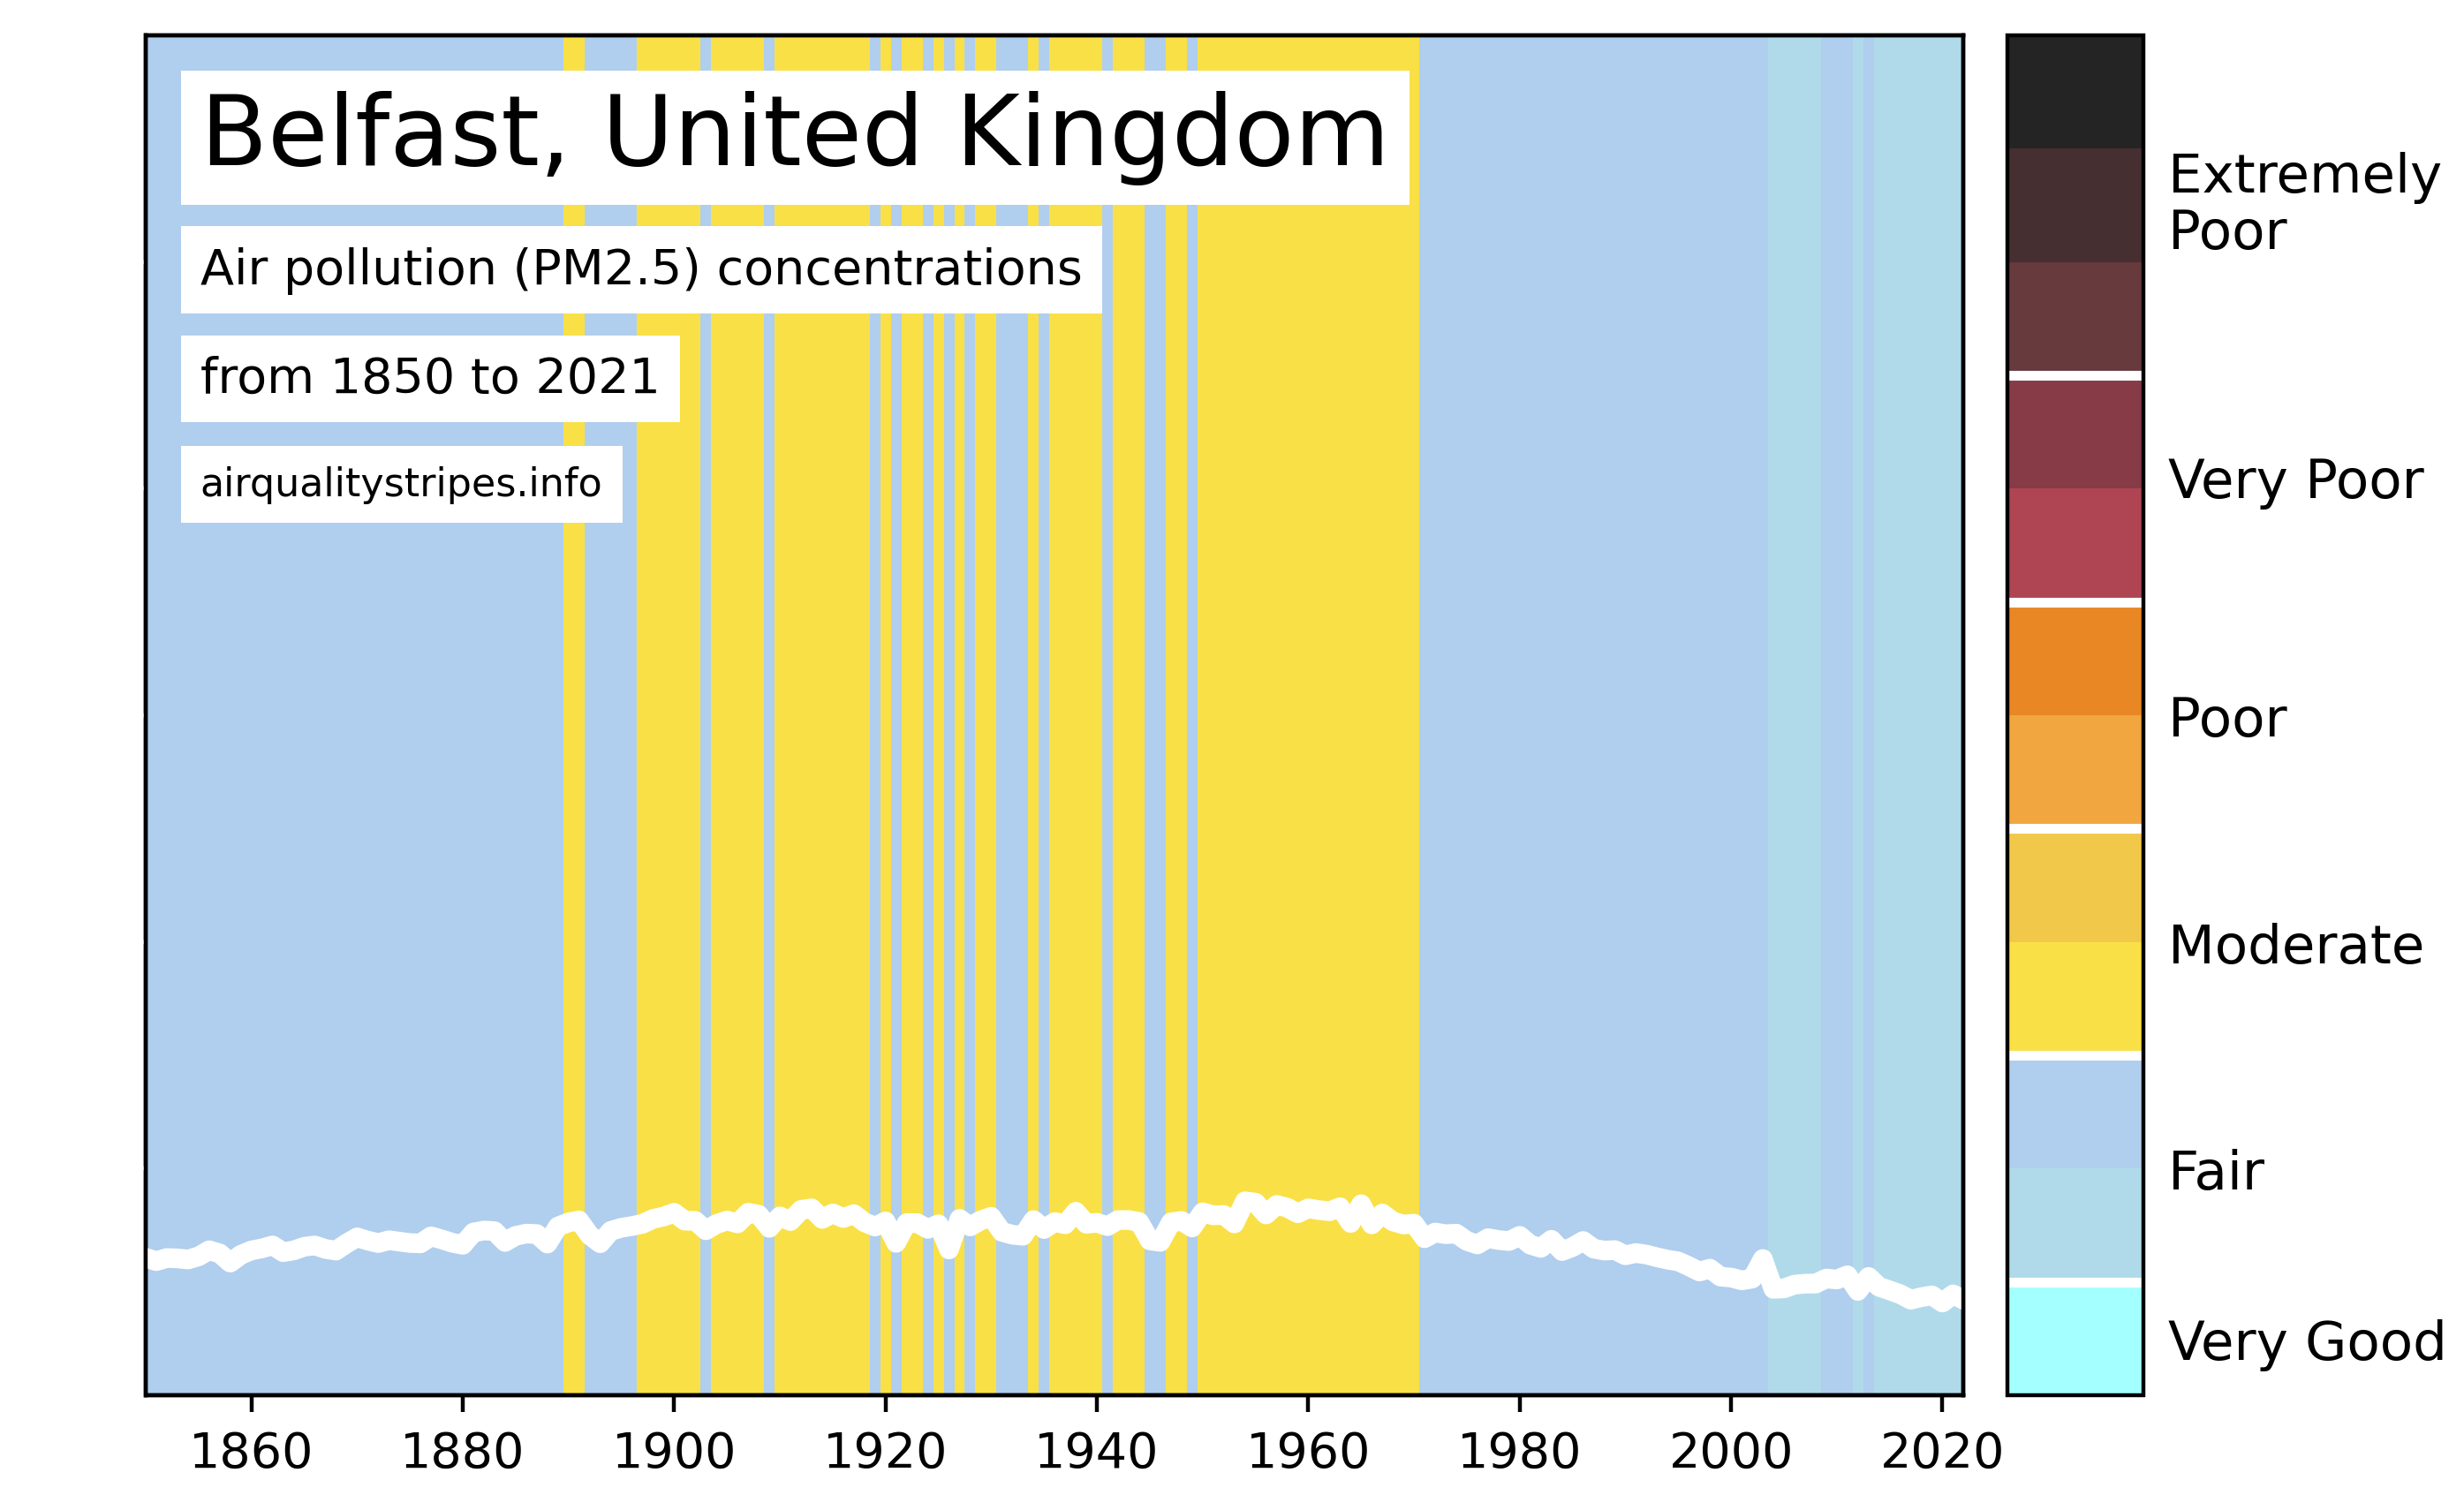 Belfast, United Kingdom
Air pollution (PM2.5) concentrations
from 1850 to 2021
airqualitystripes.info
Extremely
Poor
Very Poor
Poor
Moderate
Fair
Very Good
1860 1880 1900 1920 1940 1960 1980 2000 2020